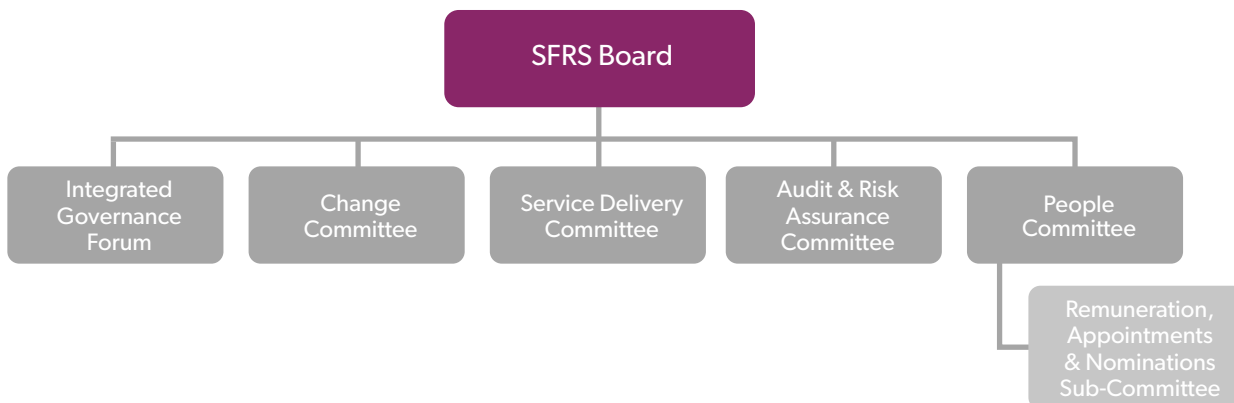 SFRS Board
Integrated
Governance
Forum
Change
Committee
Service Delivery
Committee
Audit & Risk
Assurance
Committee
People
Committee
Remuneration,
Appointments
& Nominations
Sub-Committee